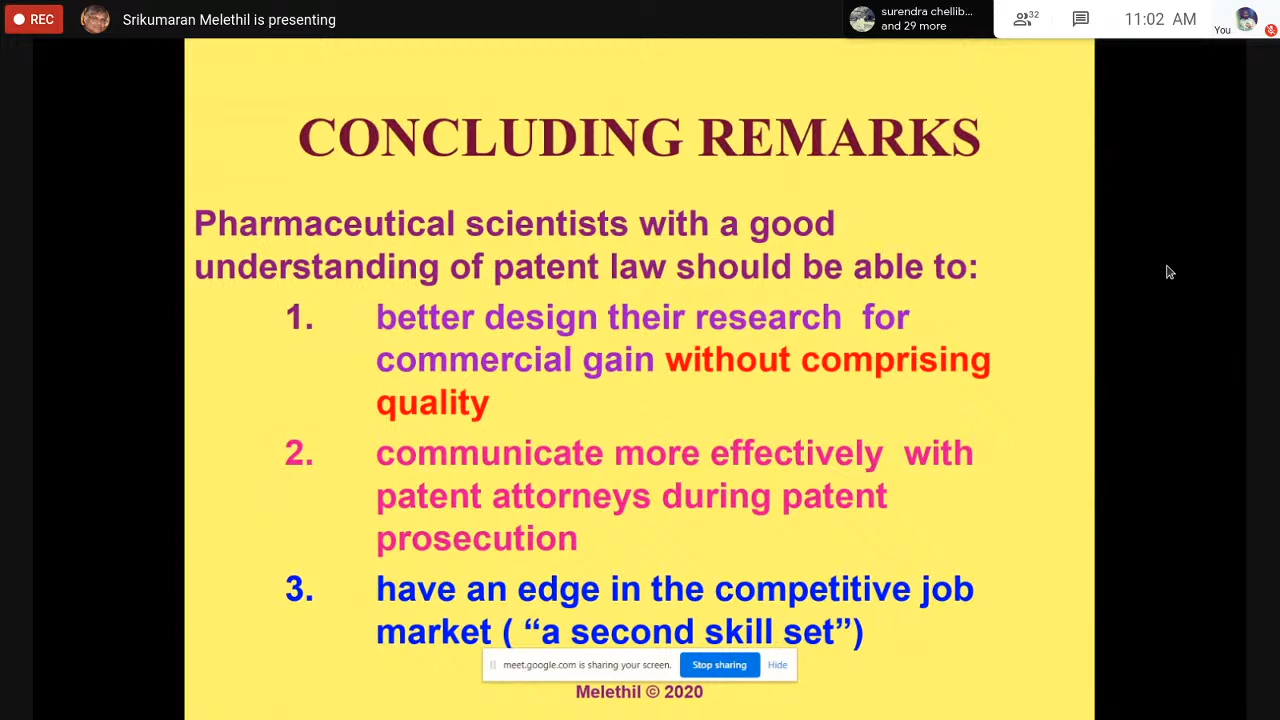 REC
Srikumaran Melethil is presenting
surendra chellib...
and 29 more
32
11:02 AM
You
CONCLUDING REMARKS
Pharmaceutical scientists with a good
understanding of patent law should be able to:
1. better design their research for
commercial gain without comprising
quality
2. communicate more effectively with
patent attorneys during patent
prosecution
3. have an edge in the competitive job
market ( “a second skill set”)
meet.google.com is sharing your screen.
Stop sharing
Hide
Melethil © 2020